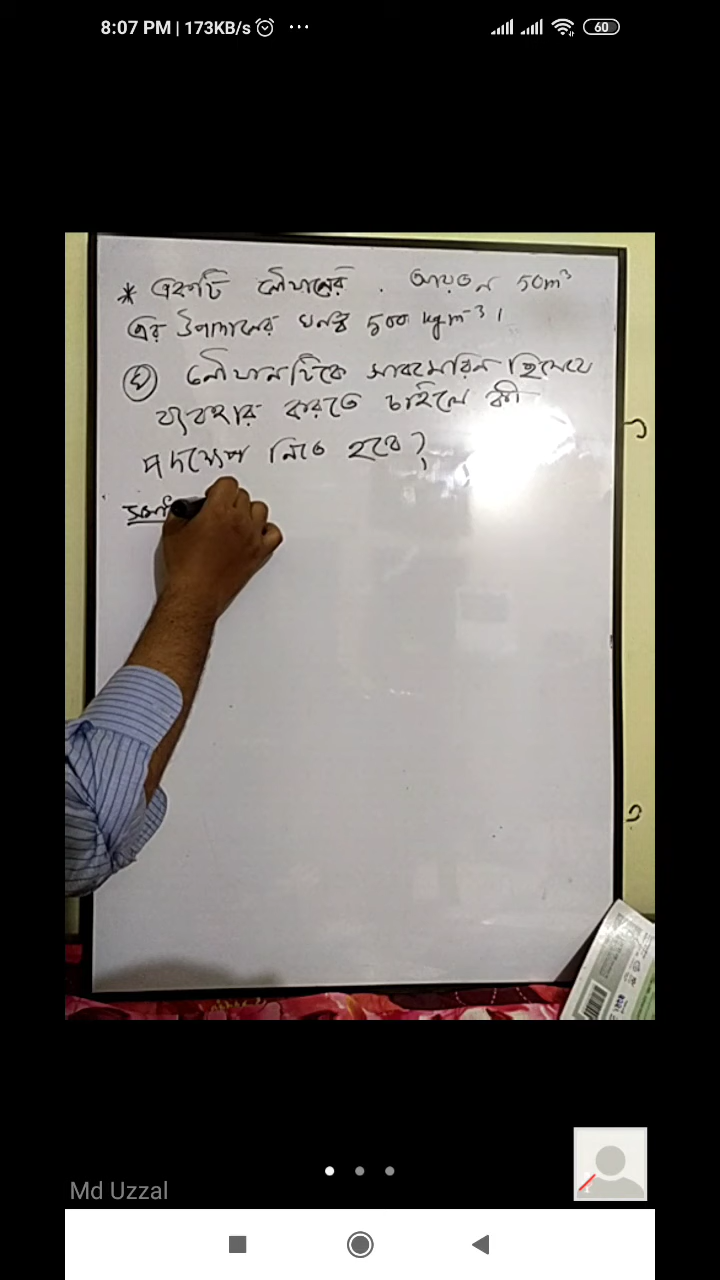 8:07 PM | 173KB/s
60
* একটি নৌযানের . আয়তন 50m³
এর উপাদানের ঘনত্ব 500 kgm⁻³।
ঘ নৌযানটিকে সাবমেরিন হিসেবে
ব্যবহার করতে চাইলে কী
পদক্ষেপ নিতে হবে?
Md Uzzal